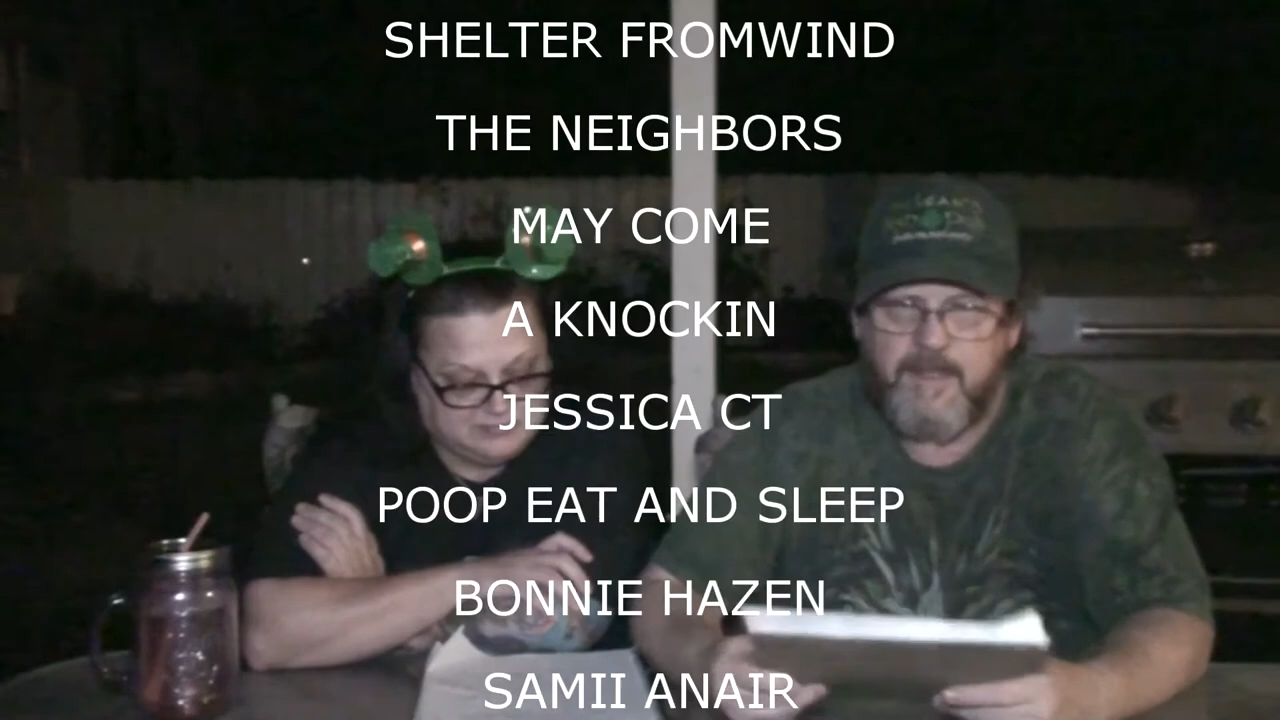 SHELTER FROMWIND
THE NEIGHBORS
MAY COME
A KNOCKIN
JESSICA CT
POOP EAT AND SLEEP
BONNIE HAZEN
SAMII ANAIR